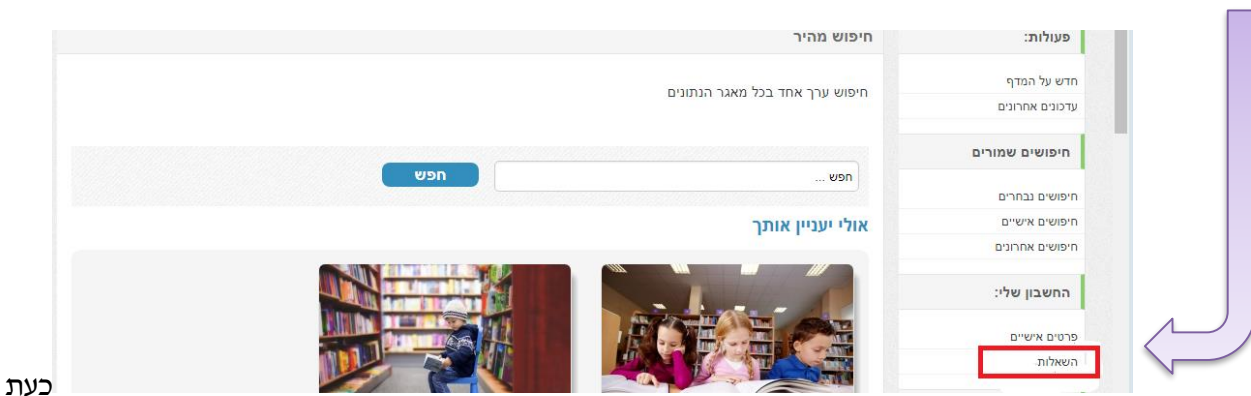 פעולות:
חדש על המדף
עדכונים אחרונים
חיפושים שמורים
חיפושים נבחרים
חיפושים אישיים
חיפושים אחרונים
החשבון שלי:
פרטים אישיים
השאלות
חיפוש מהיר
חיפוש ערך אחד בכל מאגר הנתונים
חפש ...
חפש
אולי יעניין אותך
כעת